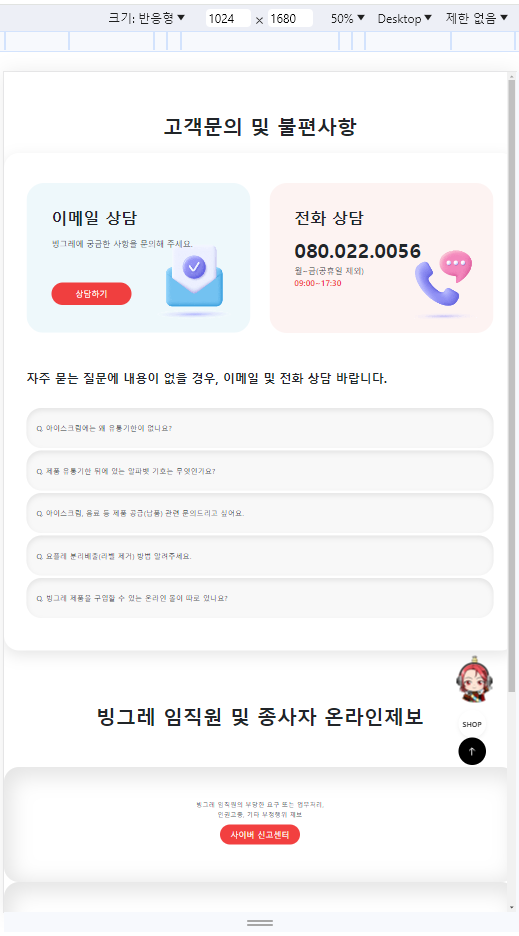 크기: 반응형 ▼ 1024 × 1680 50% ▼ Desktop ▼ 제한 없음 ▼
고객문의 및 불편사항
이메일 상담
빙그레에 궁금한 사항을 문의해 주세요.
상담하기
전화 상담
080.022.0056
월~금(공휴일 제외)
09:00~17:30
자주 묻는 질문에 내용이 없을 경우, 이메일 및 전화 상담 바랍니다.
Q. 아이스크림에는 왜 유통기한이 없나요?
Q. 제품 유통기한 뒤에 있는 알파벳 기호는 무엇인가요?
Q. 아이스크림, 음료 등 제품 공급(납품) 관련 문의드리고 싶어요.
Q. 요플레 분리배출(라벨 제거) 방법 알려주세요.
Q. 빙그레 제품을 구입할 수 있는 온라인 몰이 따로 있나요?
SHOP
빙그레 임직원 및 종사자 온라인제보
빙그레 임직원의 부당한 요구 또는 업무처리,
인권고충, 기타 부정행위 제보
사이버 신고센터